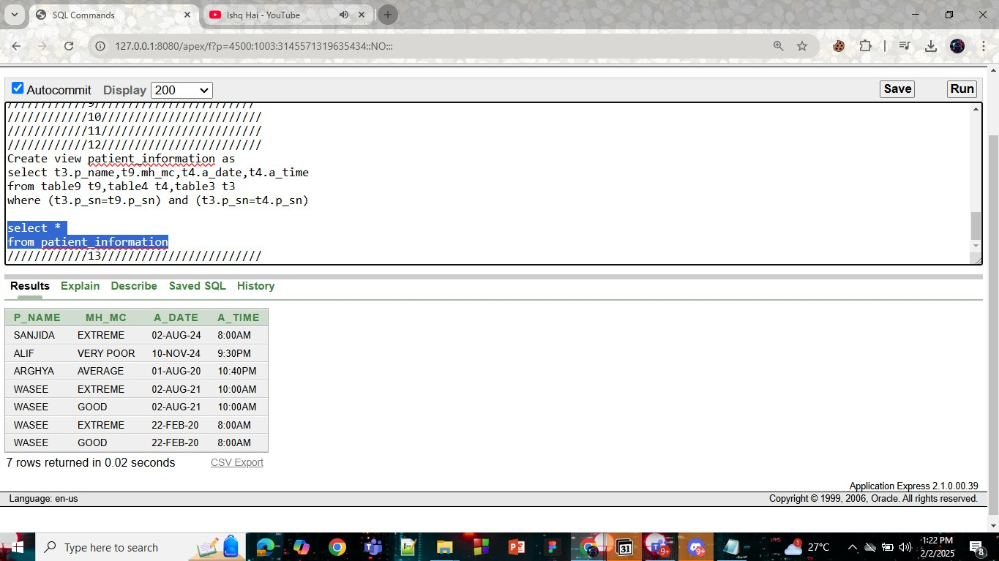 SQL Commands
Ishq Hai - YouTube
127.0.0.1:8080/apex/f?p=4500:1003:3145571319635434::NO:::
Autocommit Display 200 Save Run
////////////9////////////////////////
////////////10////////////////////////
////////////11////////////////////////
////////////12////////////////////////
Create view patient_information as
select t3.p_name,t9.mh_mc,t4.a_date,t4.a_time
from table9 t9,table4 t4,table3 t3
where (t3.p_sn=t9.p_sn) and (t3.p_sn=t4.p_sn)
select *
from patient_information
////////////13////////////////////////
Results Explain Describe Saved SQL History
P_NAME MH_MC A_DATE A_TIME
SANJIDA EXTREME 02-AUG-24 8:00AM
ALIF VERY POOR 10-NOV-24 9:30PM
ARGHYA AVERAGE 01-AUG-20 10:40PM
WASEE EXTREME 02-AUG-21 10:00AM
WASEE GOOD 02-AUG-21 10:00AM
WASEE EXTREME 22-FEB-20 8:00AM
WASEE GOOD 22-FEB-20 8:00AM
7 rows returned in 0.02 seconds CSV Export
Application Express 2.1.0.00.39
Language: en-us Copyright © 1999, 2006, Oracle. All rights reserved.
Type here to search
31
9+
9+
1
27°C
1:22 PM
2/2/2025
8